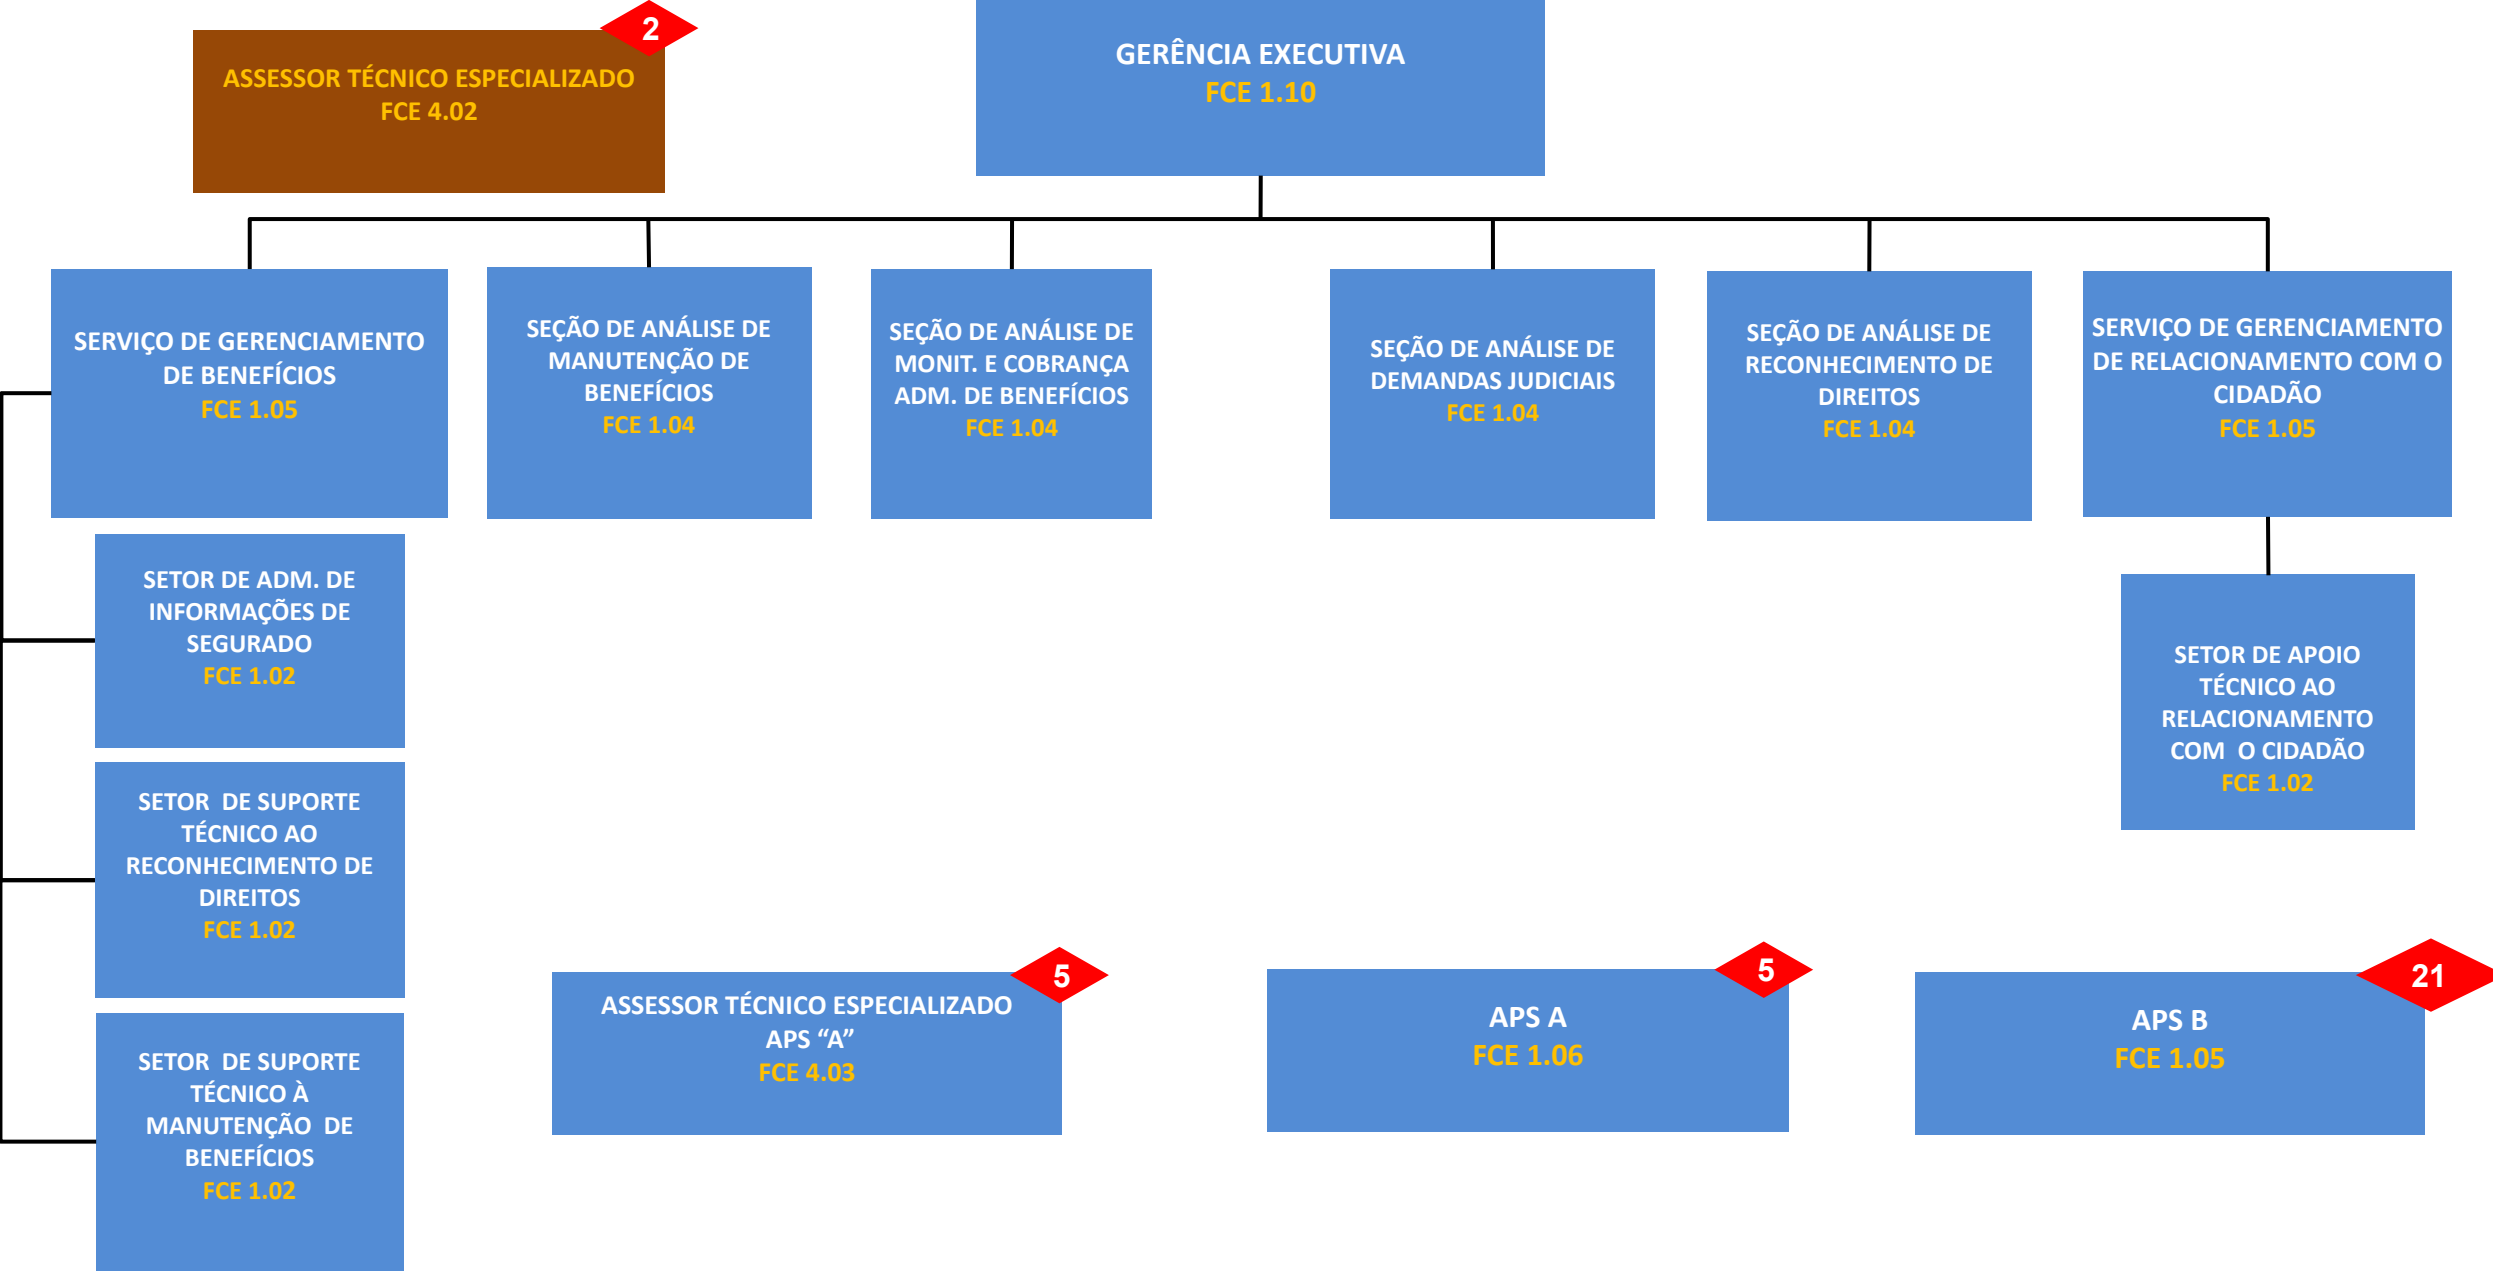 2
ASSESSOR TÉCNICO ESPECIALIZADO
FCE 4.02
GERÊNCIA EXECUTIVA
FCE 1.10
SERVIÇO DE GERENCIAMENTO
DE BENEFÍCIOS
FCE 1.05
SEÇÃO DE ANÁLISE DE
MANUTENÇÃO DE
BENEFÍCIOS
FCE 1.04
SEÇÃO DE ANÁLISE DE
MONIT. E COBRANÇA
ADM. DE BENEFÍCIOS
FCE 1.04
SEÇÃO DE ANÁLISE DE
DEMANDAS JUDICIAIS
FCE 1.04
SEÇÃO DE ANÁLISE DE
RECONHECIMENTO DE
DIREITOS
FCE 1.04
SERVIÇO DE GERENCIAMENTO
DE RELACIONAMENTO COM O
CIDADÃO
FCE 1.05
SETOR DE ADM. DE
INFORMAÇÕES DE
SEGURADO
FCE 1.02
SETOR DE APOIO
TÉCNICO AO
RELACIONAMENTO
COM  O CIDADÃO
FCE 1.02
SETOR  DE SUPORTE
TÉCNICO AO
RECONHECIMENTO DE
DIREITOS
FCE 1.02
SETOR  DE SUPORTE
TÉCNICO À
MANUTENÇÃO  DE
BENEFÍCIOS
FCE 1.02
5
ASSESSOR TÉCNICO ESPECIALIZADO
APS “A”
FCE 4.03
5
APS A
FCE 1.06
21
APS B
FCE 1.05